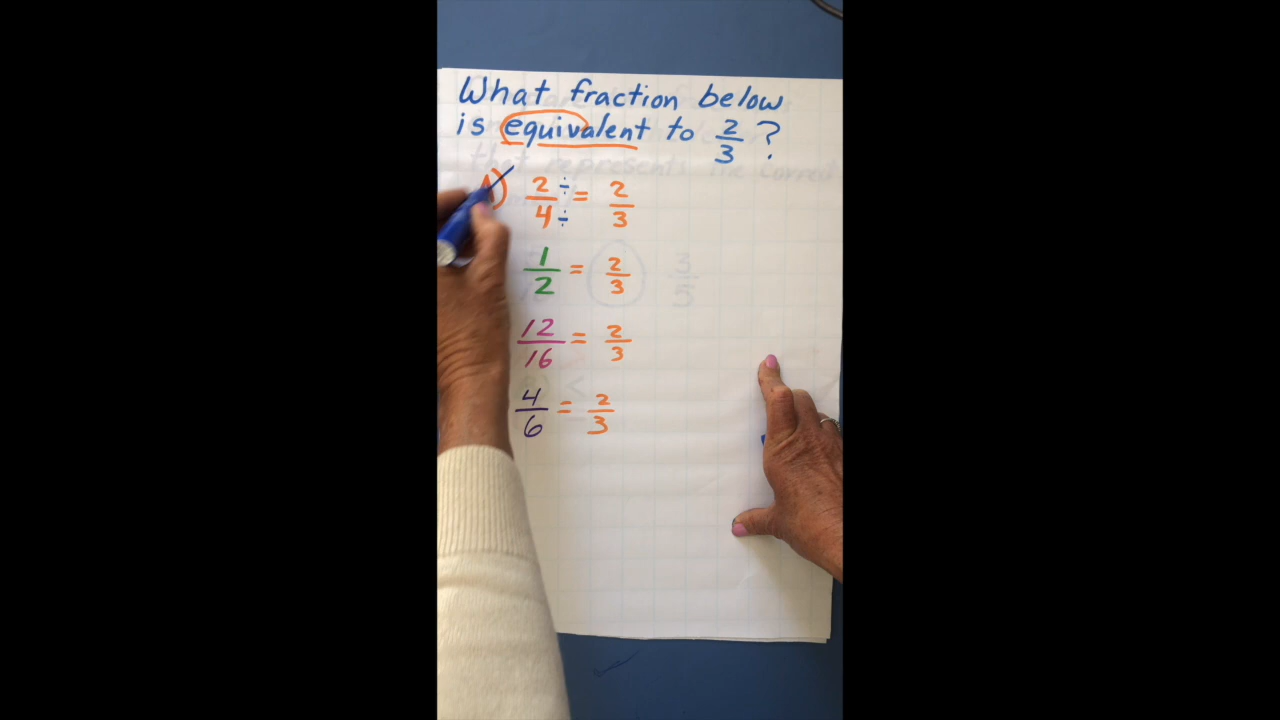 What fraction below
is equivalent to 2/3?
A) 2/4 ÷ ÷ = 2/3
1/2 = 2/3
12/16 = 2/3
4/6 = 2/3